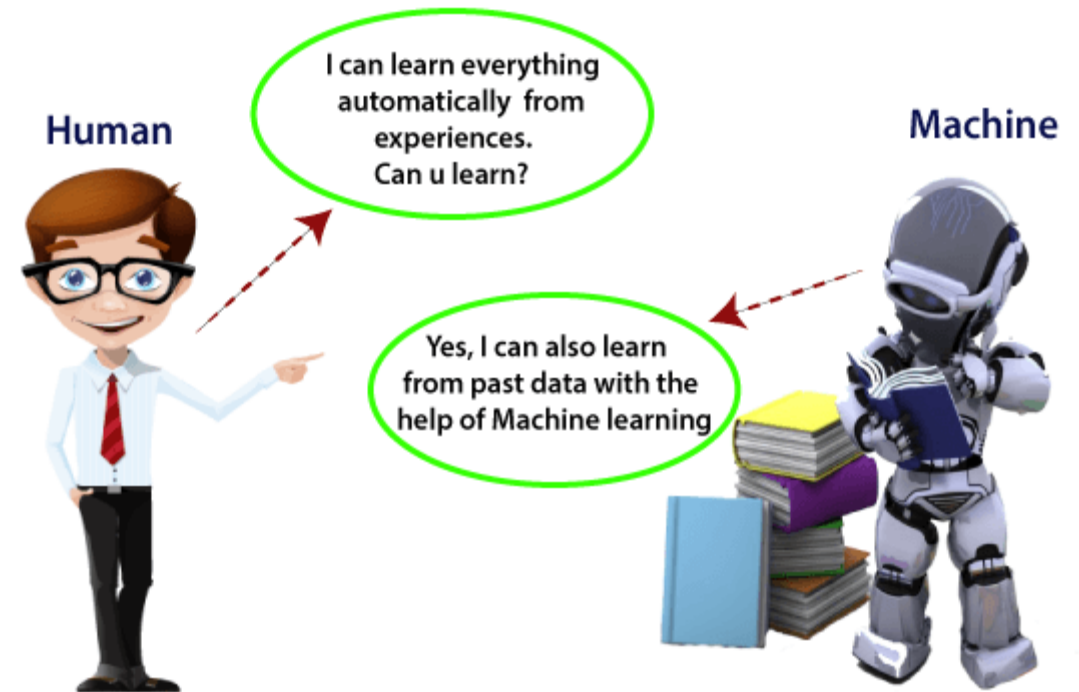 Human
I can learn everything
automatically from
experiences.
Can u learn?
Machine
Yes, I can also learn
from past data with the
help of Machine learning